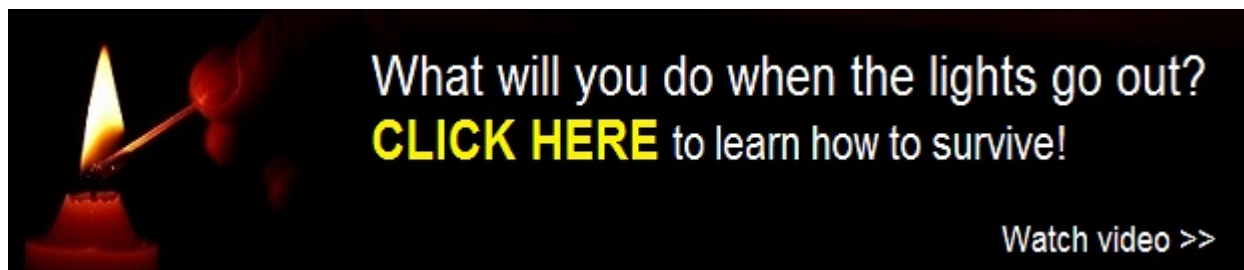 What will you do when the lights go out?
CLICK HERE to learn how to survive!
Watch video >>